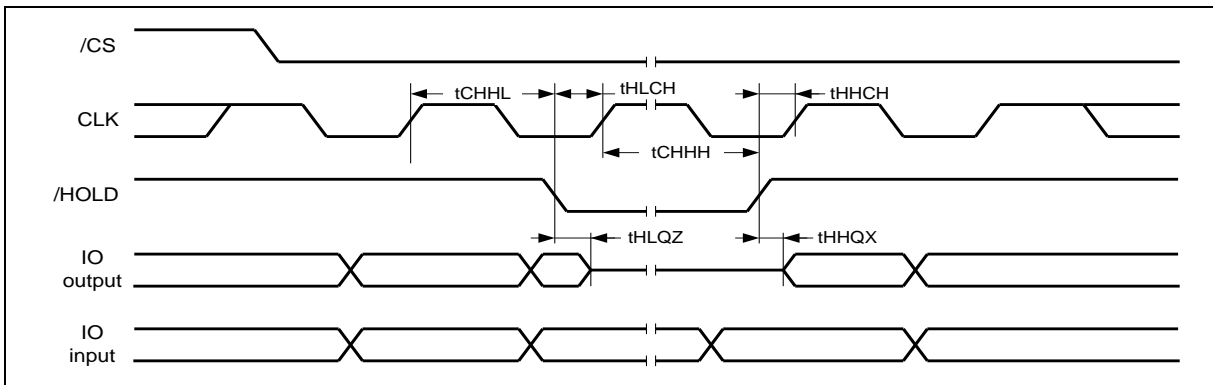 /CS
tCHHL
tHLCH
tHHCH
CLK
tCHHH
/HOLD
tHLQZ
tHHQX
IO
output
IO
input